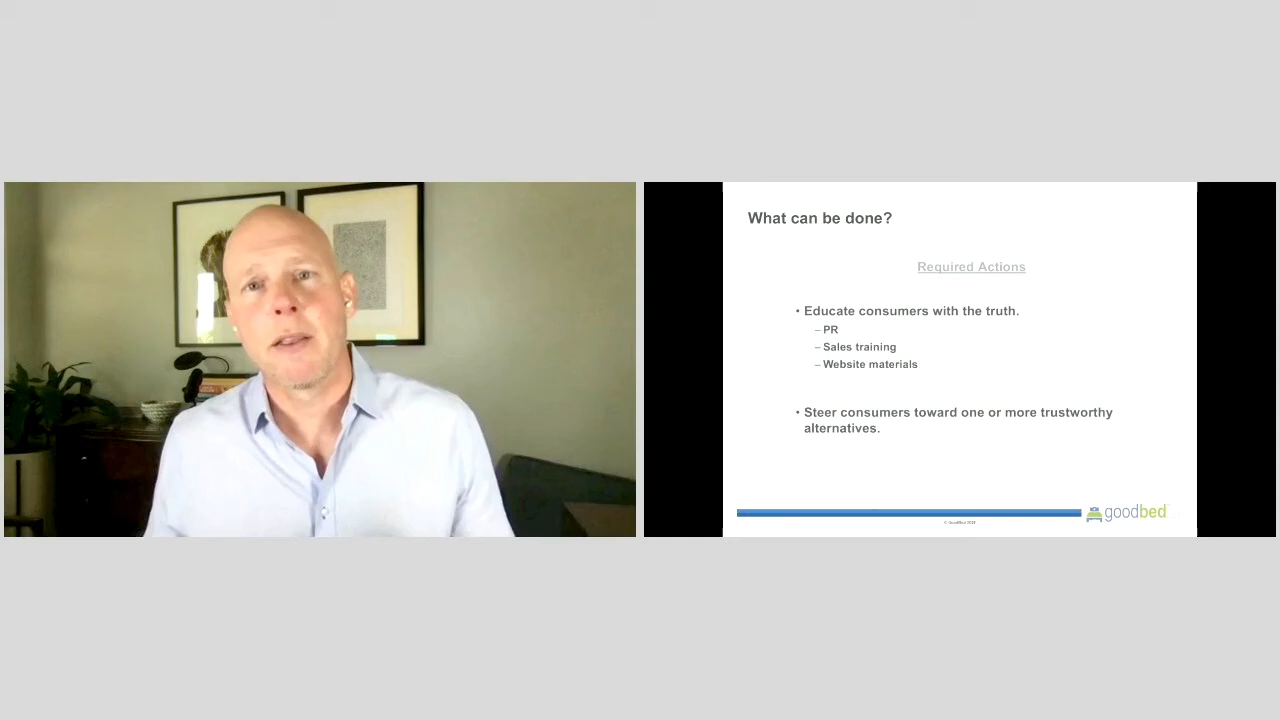 What can be done?
Required Actions
• Educate consumers with the truth.
– PR
– Sales training
– Website materials
• Steer consumers toward one or more trustworthy
alternatives.
goodbed